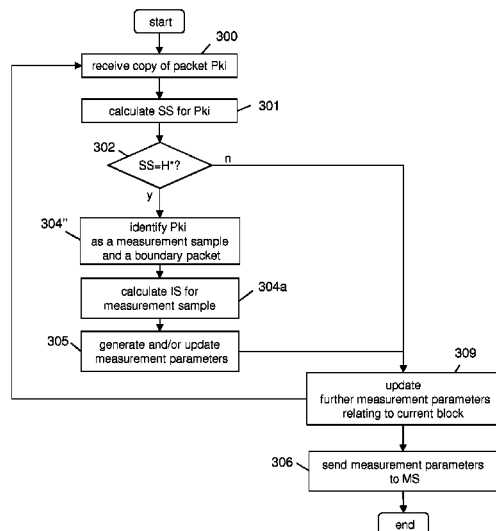 start
300
receive copy of packet Pki
calculate SS for Pki
301
302
SS=H*?
n
y
304"
identify Pki
as a measurement sample
and a boundary packet
calculate IS for
measurement sample
304a
305
generate and/or update
measurement parameters
309
update
further measurement parameters
relating to current block
306
send measurement parameters
to MS
end